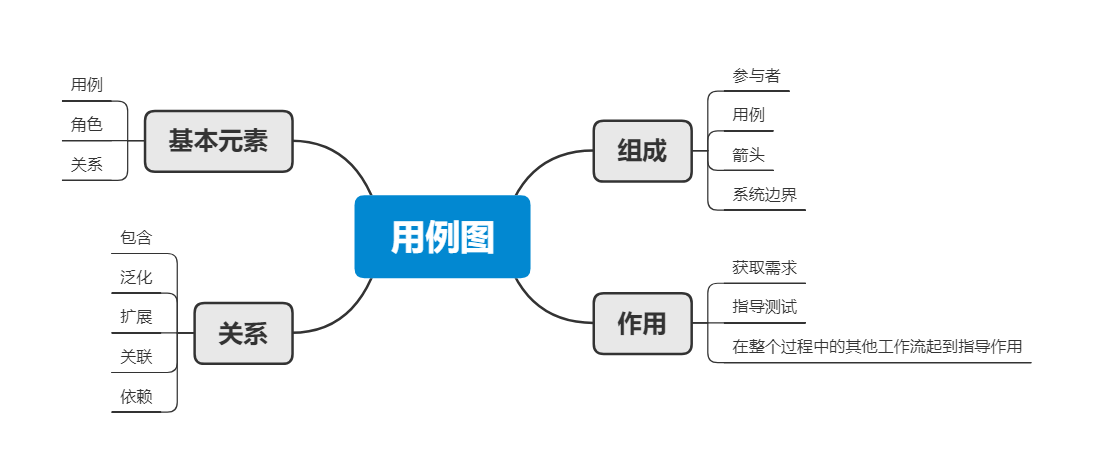 用例图
基本元素
用例
角色
关系
关系
包含
泛化
扩展
关联
依赖
组成
参与者
用例
箭头
系统边界
作用
获取需求
指导测试
在整个过程中的其他工作流起到指导作用